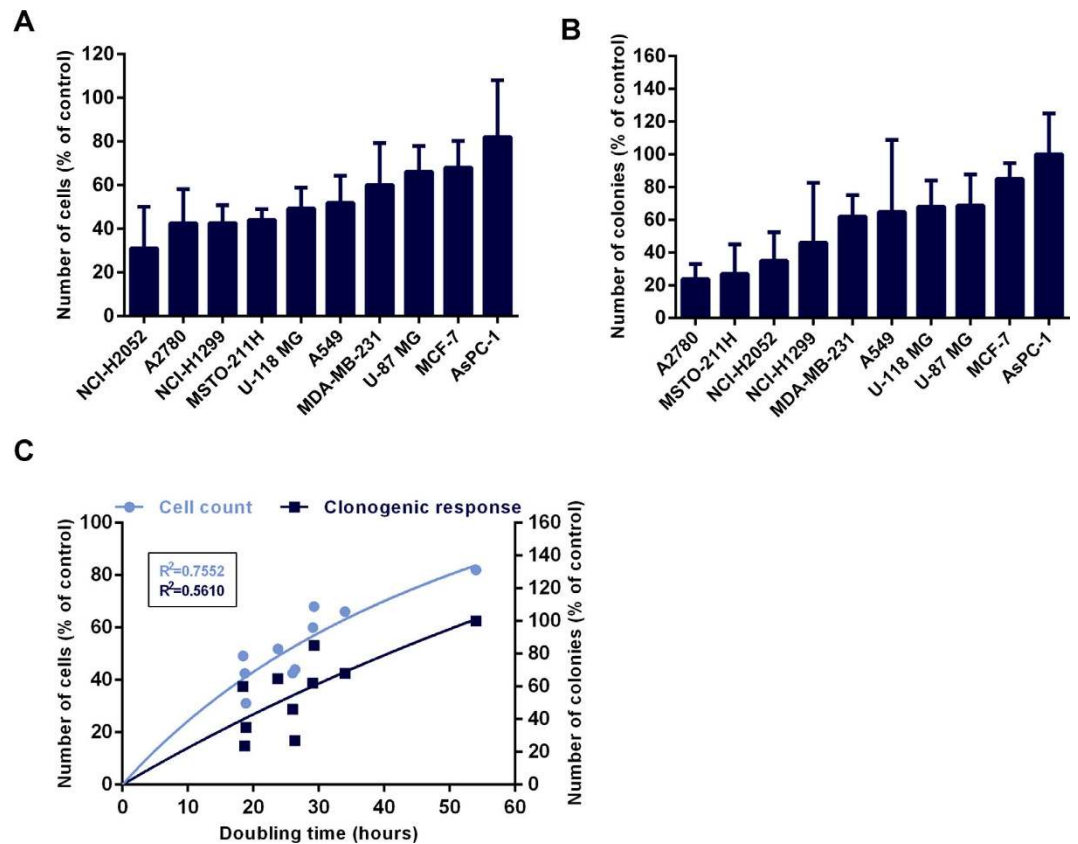 A
Number of cells (% of control)
120
100
80
60
40
20
0
NCI-H2052
A2780
NCI-H1299
MSTO-211H
U-118 MG
A549
MDA-MB-231
U-87 MG
MCF-7
AsPC-1
B
Number of colonies (% of control)
160
140
120
100
80
60
40
20
0
A2780
MSTO-211H
NCI-H2052
NCI-H1299
MDA-MB-231
A549
U-118 MG
U-87 MG
MCF-7
AsPC-1
C
Cell count
Clonogenic response
Number of cells (% of control)
100
80
60
40
20
0
R²=0.7552
R²=0.5610
160
140
120
100
80
60
40
20
0
Number of colonies (% of control)
0 10 20 30 40 50 60
Doubling time (hours)